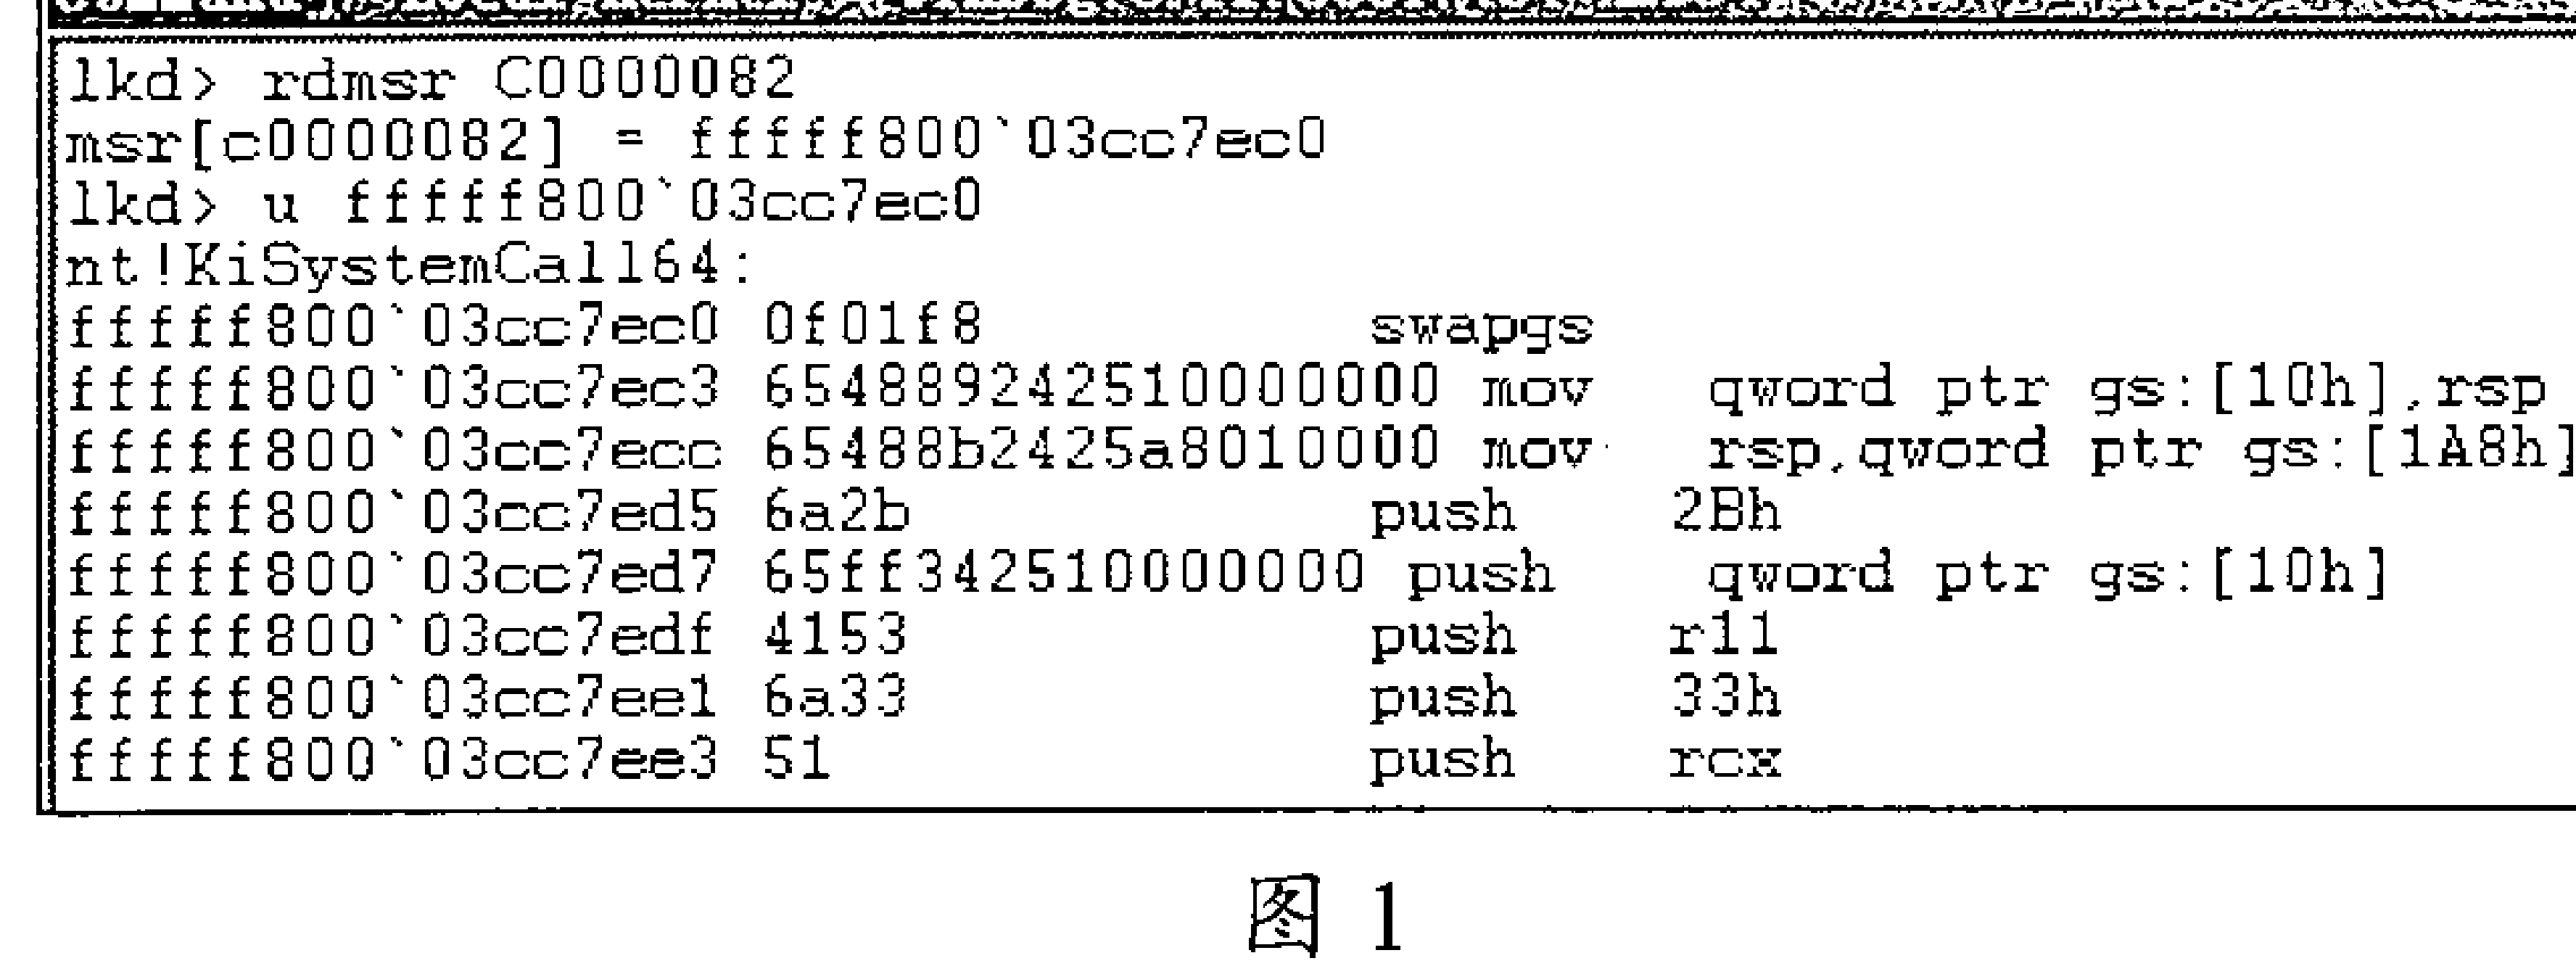 lkd> rdmsr C0000082
msr[c0000082] = fffff800`03cc7ec0
lkd> u fffff800`03cc7ec0
nt!KiSystemCall64:
fffff800`03cc7ec0 0f01f8 swapgs
fffff800`03cc7ec3 654889242510000000 mov qword ptr gs:[10h],rsp
fffff800`03cc7ecc 65488b2425a8010000 mov rsp,qword ptr gs:[1A8h]
fffff800`03cc7ed5 6a2b push 2Bh
fffff800`03cc7ed7 65ff342510000000 push qword ptr gs:[10h]
fffff800`03cc7edf 4153 push r11
fffff800`03cc7ee1 6a33 push 33h
fffff800`03cc7ee3 51 push rcx
图 1